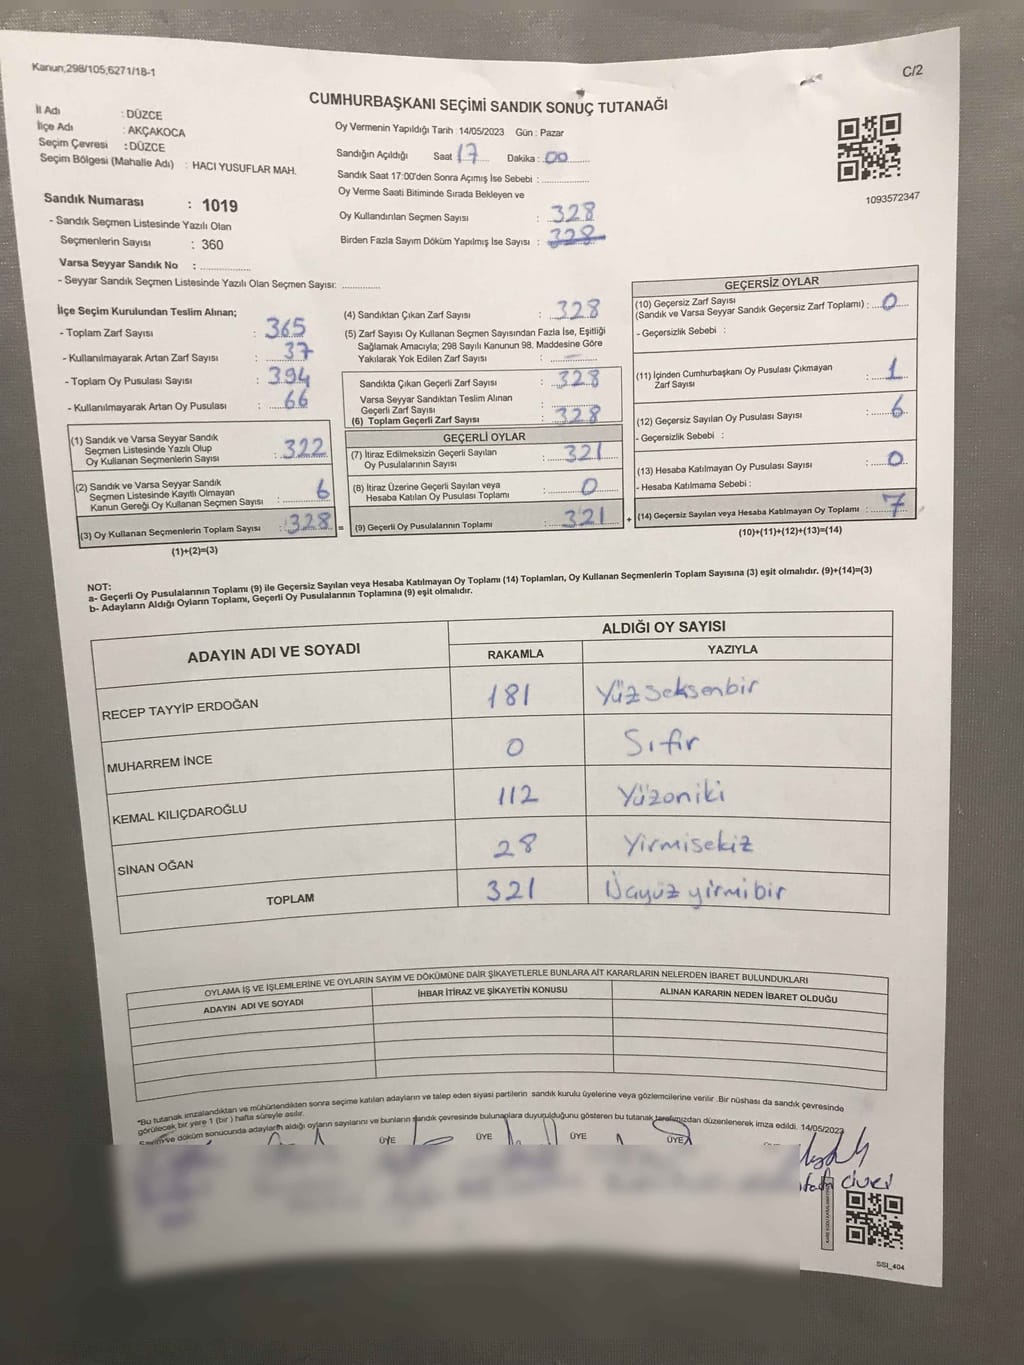 Kanun;298/105;6271/18-1
C/2
CUMHURBAŞKANI SEÇİMİ SANDIK SONUÇ TUTANAĞI
İl Adı : DÜZCE
İlçe Adı : AKÇAKOCA
Seçim Çevresi : DÜZCE
Seçim Bölgesi (Mahalle Adı) : HACI YUSUFLAR MAH.
Oy Vermenin Yapıldığı Tarih :14/05/2023 Gün : Pazar
Sandığın Açıldığı Saat 17 Dakika : 00
Sandık Saat 17:00'den Sonra Açmış İse Sebebi :
Oy Verme Saati Bitiminde Sırada Bekleyen ve
Oy Kullandırılan Seçmen Sayısı : 328
Birden Fazla Sayım Döküm Yapılmış İse Sayısı : 328
1093572347
Sandık Numarası : 1019
- Sandık Seçmen Listesinde Yazılı Olan
Seçmenlerin Sayısı : 360
Varsa Seyyar Sandık No :
- Seyyar Sandık Seçmen Listesinde Yazılı Olan Seçmen Sayısı:
İlçe Seçim Kurulundan Teslim Alınan;
- Toplam Zarf Sayısı : 365
- Kullanılmayarak Artan Zarf Sayısı : 37
- Toplam Oy Pusulası Sayısı : 394
- Kullanılmayarak Artan Oy Pusulası : 66
(1) Sandık ve Varsa Seyyar Sandık
Seçmen Listesinde Yazılı Olup
Oy Kullanan Seçmenlerin Sayısı : 322
(2) Sandık ve Varsa Seyyar Sandık
Seçmen Listesinde Kayıtlı Olmayan
Kanun Gereği Oy Kullanan Seçmen Sayısı : 6
(3) Oy Kullanan Seçmenlerin Toplam Sayısı : 328 =
(1)+(2)=(3)
(4) Sandıktan Çıkan Zarf Sayısı : 328
(5) Zarf Sayısı Oy Kullanan Seçmen Sayısından Fazla İse, Eşitliği
Sağlamak Amacıyla; 298 Sayılı Kanunun 98. Maddesine Göre
Yakılarak Yok Edilen Zarf Sayısı : –
Sandıkta Çıkan Geçerli Zarf Sayısı : 328
Varsa Seyyar Sandıktan Teslim Alınan
Geçerli Zarf Sayısı :
(6) Toplam Geçerli Zarf Sayısı : 328
GEÇERLİ OYLAR
(7) İtiraz Edilmeksizin Geçerli Sayılan
Oy Pusulalarının Sayısı : 321
(8) İtiraz Üzerine Geçerli Sayılan veya
Hesaba Katılan Oy Pusulası Toplamı : 0
(9) Geçerli Oy Pusulalarının Toplamı : 321 +
GEÇERSİZ OYLAR
(10) Geçersiz Zarf Sayısı
(Sandık ve Varsa Seyyar Sandık Geçersiz Zarf Toplamı) : 0
- Geçersizlik Sebebi :
(11) İçinden Cumhurbaşkanı Oy Pusulası Çıkmayan
Zarf Sayısı : 1
(12) Geçersiz Sayılan Oy Pusulası Sayısı : 6
- Geçersizlik Sebebi :
(13) Hesaba Katılmayan Oy Pusulası Sayısı : 0
- Hesaba Katılmama Sebebi :
(14) Geçersiz Sayılan veya Hesaba Katılmayan Oy Toplamı : 7
(10)+(11)+(12)+(13)=(14)
NOT:
a- Geçerli Oy Pusulalarının Toplamı (9) ile Geçersiz Sayılan veya Hesaba Katılmayan Oy Toplamı (14) Toplamları, Oy Kullanan Seçmenlerin Toplam Sayısına (3) eşit olmalıdır. (9)+(14)=(3)
b- Adayların Aldığı Oyların Toplamı, Geçerli Oy Pusulalarının Toplamına (9) eşit olmalıdır.
ADAYIN ADI VE SOYADI
ALDIĞI OY SAYISI
RAKAMLA YAZIYLA
RECEP TAYYİP ERDOĞAN 181 Yüzseksenbir
MUHARREM İNCE 0 Sıfır
KEMAL KILIÇDAROĞLU 112 Yüzoniki
SİNAN OĞAN 28 Yirmisekiz
TOPLAM 321 Üçyüz yirmibir
OYLAMA İŞ VE İŞLEMLERİNE VE OYLARIN SAYIM VE DÖKÜMÜNE DAİR ŞİKAYETLERLE BUNLARA AİT KARARLARIN NELERDEN İBARET BULUNDUKLARI
ADAYIN ADI VE SOYADI İHBAR İTİRAZ VE ŞİKAYETİN KONUSU ALINAN KARARIN NEDEN İBARET OLDUĞU
*Bu tutanak imzalandıktan ve mühürlendikten sonra seçime katılan adayların ve talep eden siyasi partilerin sandık kurulu üyelerine veya gözlemcilerine verilir .Bir nüshası da sandık çevresinde
görülecek bir yere 1 (bir ) hafta süreyle asılır.
Sayım ve döküm sonucunda adayların aldığı oyların sayılarını ve bunların sandık çevresinde bulunanlara duyurulduğunu gösteren bu tutanak tarafımızdan düzenlenerek imza edildi. 14/05/2023
ÜYE ÜYE ÜYE ÜYE
SSI_404